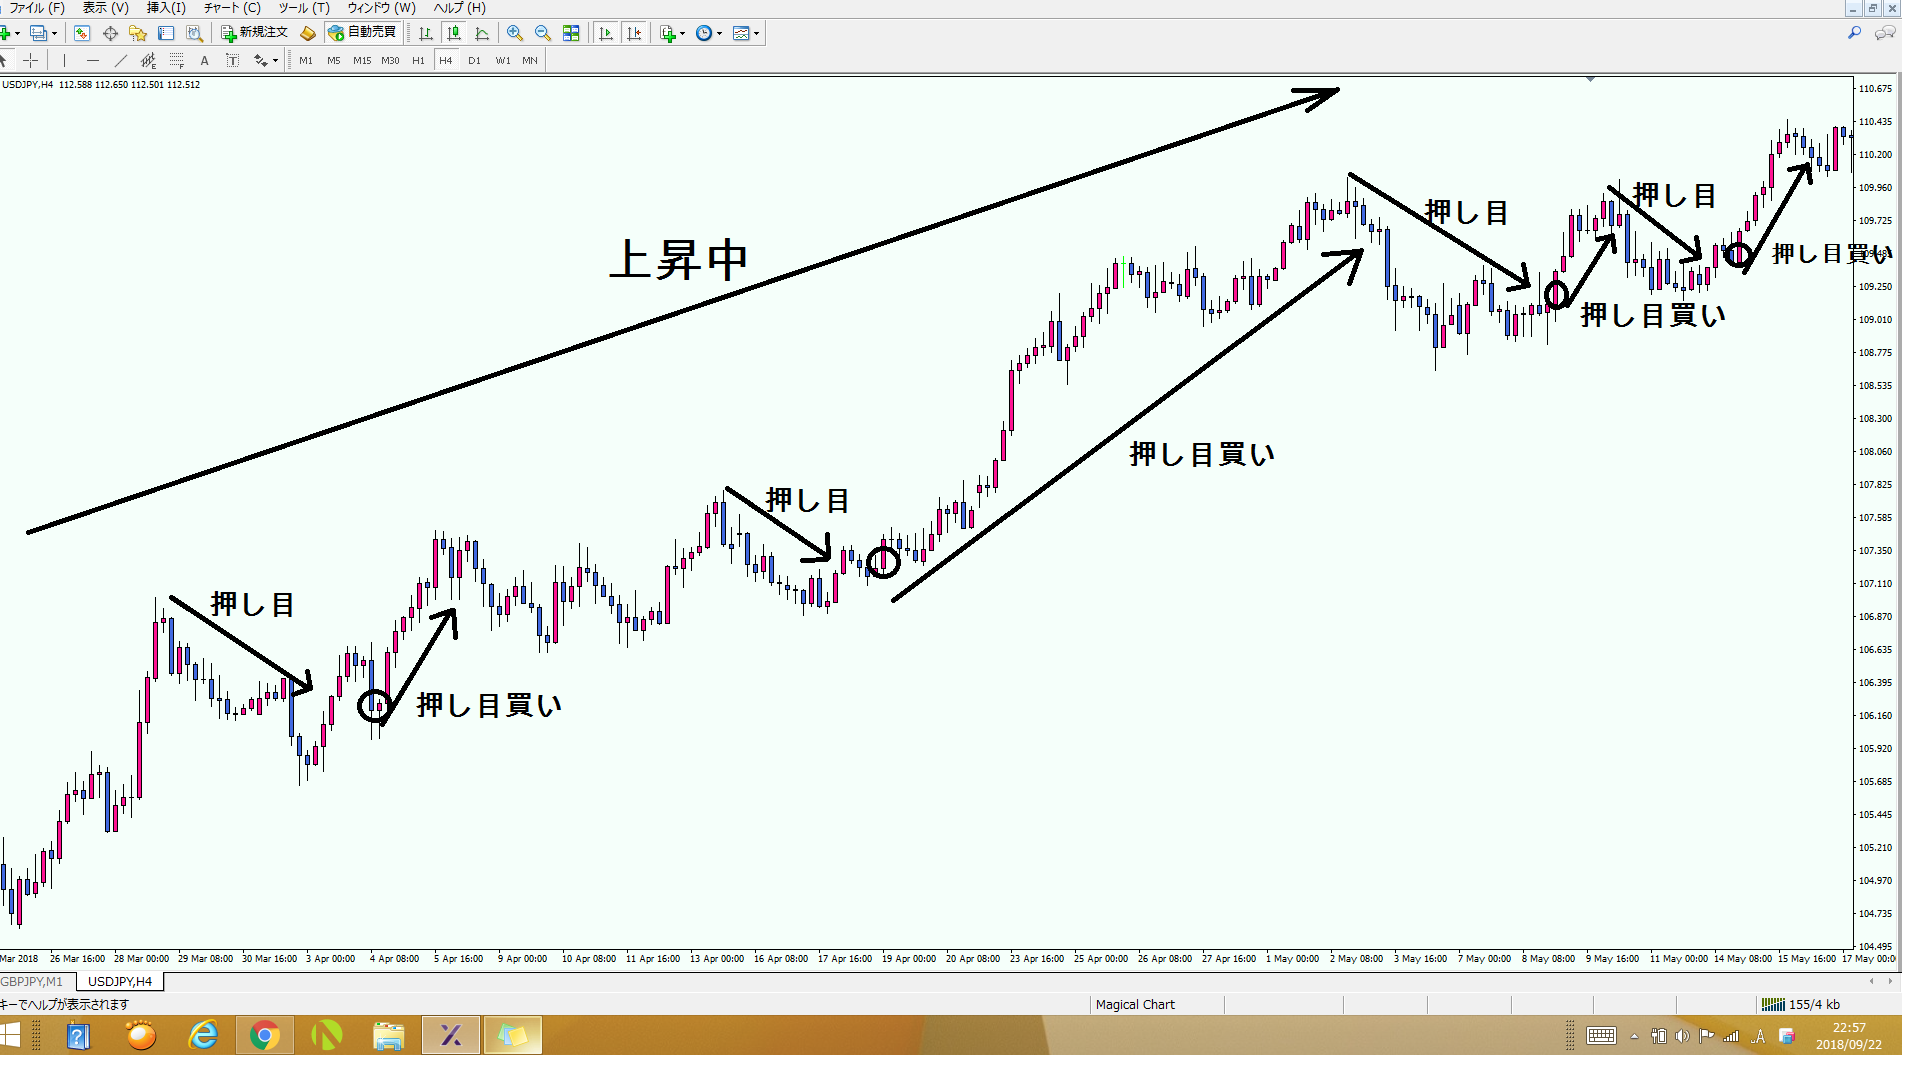 ファイル (F) 表示 (V) 挿入(I) チャート (C) ツール (T) ウィンドウ (W) ヘルプ (H)
新規注文 自動売買
M1 M5 M15 M30 H1 H4 D1 W1 MN
USDJPY,H4 112.588 112.650 112.501 112.512
上昇中
押し目
押し目買い
押し目
押し目買い
押し目
押し目買い
押し目
押し目買い
110.675
110.435
110.200
109.960
109.725
109.485
109.250
109.010
108.775
108.535
108.300
108.060
107.825
107.585
107.350
107.110
106.870
106.635
106.395
106.160
105.920
105.685
105.445
105.210
104.970
104.735
104.495
Mar 2018 26 Mar 16:00 28 Mar 00:00 29 Mar 08:00 30 Mar 16:00 3 Apr 00:00 4 Apr 08:00 5 Apr 16:00 9 Apr 00:00 10 Apr 08:00 11 Apr 16:00 13 Apr 00:00 16 Apr 08:00 17 Apr 16:00 19 Apr 00:00 20 Apr 08:00 23 Apr 16:00 25 Apr 00:00 26 Apr 08:00 27 Apr 16:00 1 May 00:00 2 May 08:00 3 May 16:00 7 May 00:00 8 May 08:00 9 May 16:00 11 May 00:00 14 May 08:00 15 May 16:00 17 May 00:0
GBPJPY,M1 USDJPY,H4
キーでヘルプが表示されます Magical Chart 155/4 kb
22:57
2018/09/22